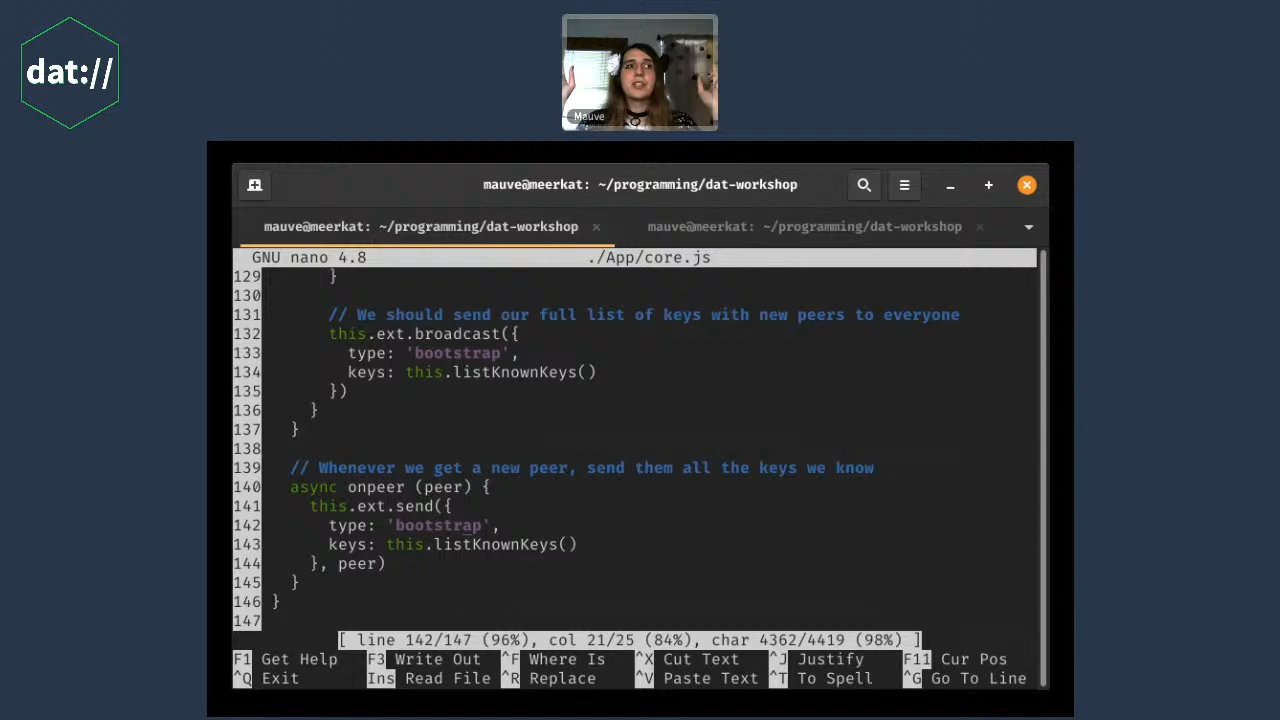 dat://
Mauve
mauve@meerkat: ~/programming/dat-workshop
mauve@meerkat: ~/programming/dat-workshop × mauve@meerkat: ~/programming/dat-workshop ×
GNU nano 4.8 ./App/core.js
129 }
130
131 // We should send our full list of keys with new peers to everyone
132 this.ext.broadcast({
133 type: 'bootstrap',
134 keys: this.listKnownKeys()
135 })
136 }
137 }
138
139 // Whenever we get a new peer, send them all the keys we know
140 async onpeer (peer) {
141 this.ext.send({
142 type: 'bootstrap',
143 keys: this.listKnownKeys()
144 }, peer)
145 }
146 }
147
[ line 142/147 (96%), col 21/25 (84%), char 4362/4419 (98%) ]
F1 Get Help F3 Write Out ^F Where Is ^X Cut Text ^J Justify F11 Cur Pos
^Q Exit Ins Read File ^R Replace ^V Paste Text ^T To Spell ^G Go To Line